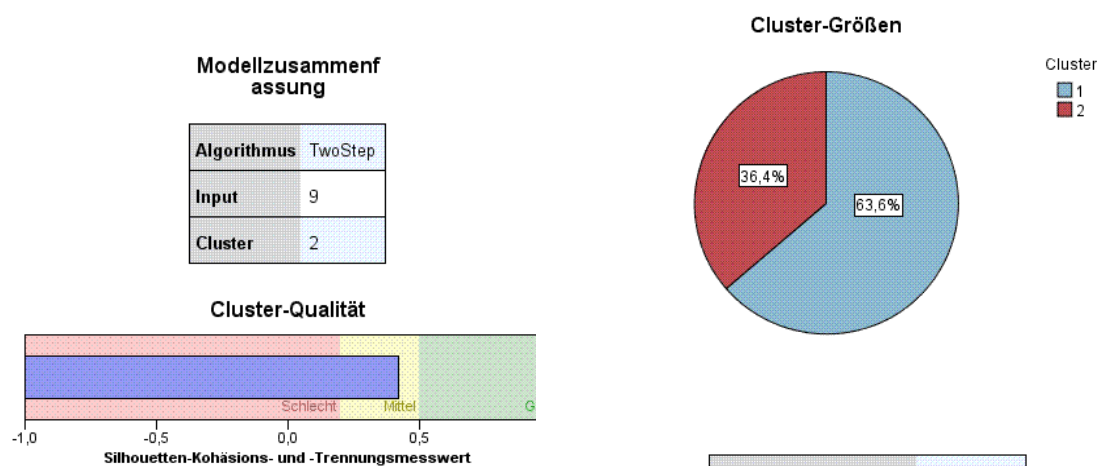 Modellzusammenf
assung
Algorithmus TwoStep
Input 9
Cluster 2
Cluster-Qualität
Schlecht Mittel G
-1,0 -0,5 0,0 0,5
Silhouetten-Kohäsions- und -Trennungsmesswert
Cluster-Größen
36,4%
63,6%
Cluster
1
2